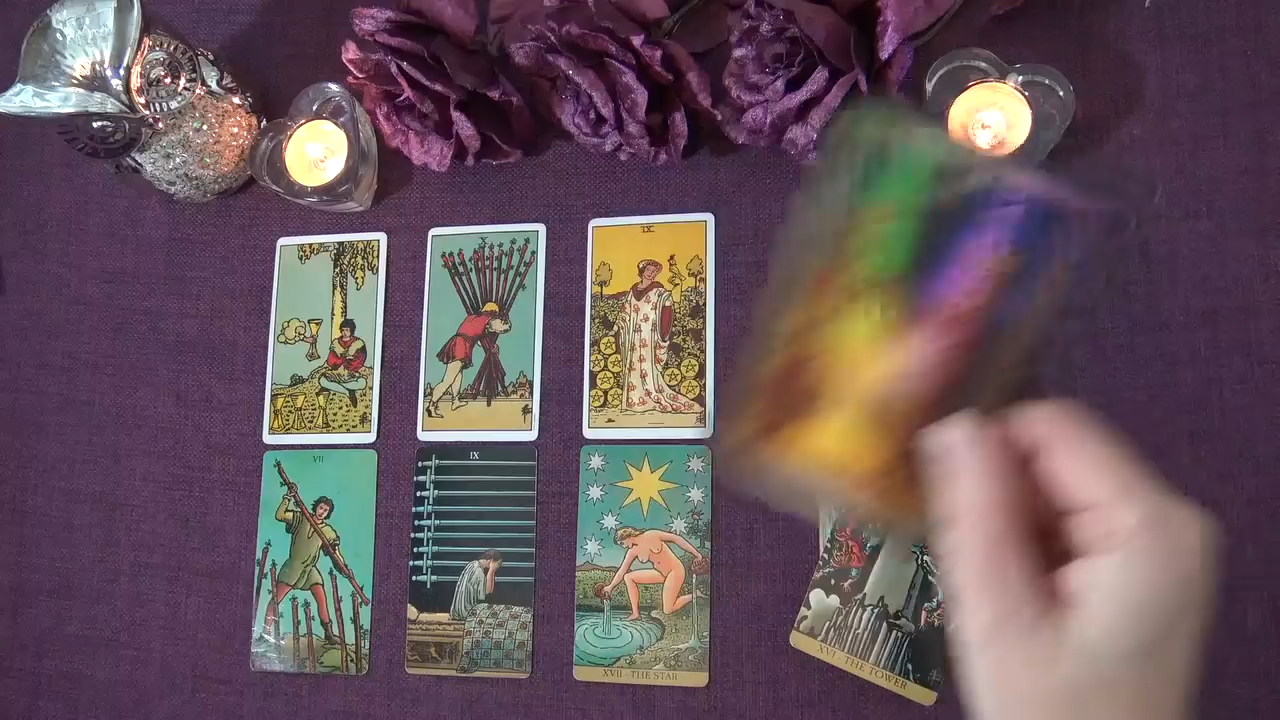 X
IX
VII
IX
XVII · THE STAR
XVI · THE TOWER